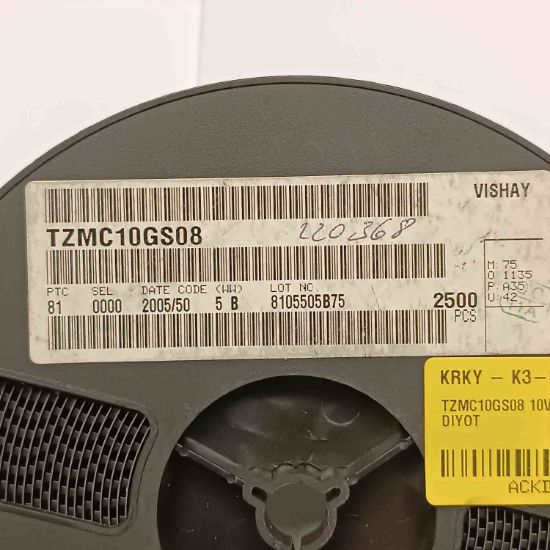 VISHAY
TZMC10GS08 220368
PTC SEL DATE CODE (WW) LOT NO.
81 0000 2005/50 5 B 8105505B75 2500 PCS
M: 75
O 1135
P. A35
U: 42
KRKY - K3-
TZMC10GS08 10V
DIYOT